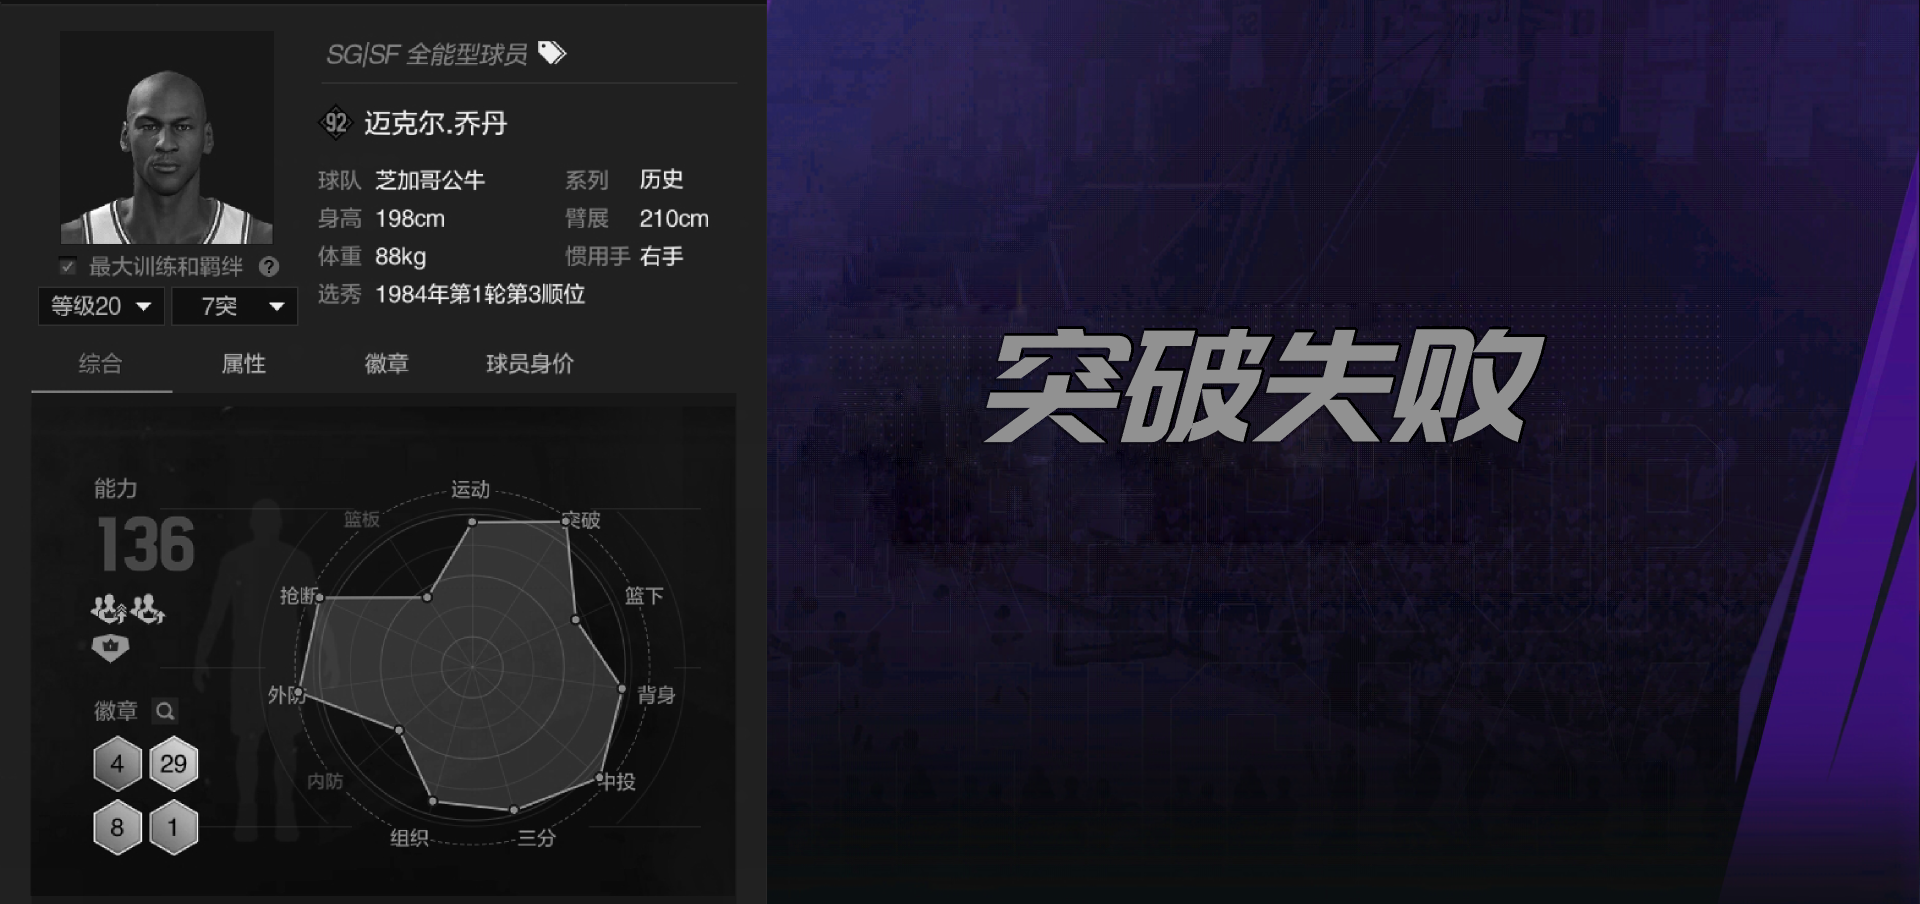 SG|SF 全能型球员
92 迈克尔.乔丹
球队 芝加哥公牛 系列 历史
身高 198cm 臂展 210cm
体重 88kg 惯用手 右手
选秀 1984年第1轮第3顺位
最大训练和羁绊 ?
等级20 7突
综合 属性 徽章 球员身价
能力
136
徽章
4 29
8 1
运动
突破
篮下
背身
中投
三分
组织
内防
外防
抢断
篮板
突破失败